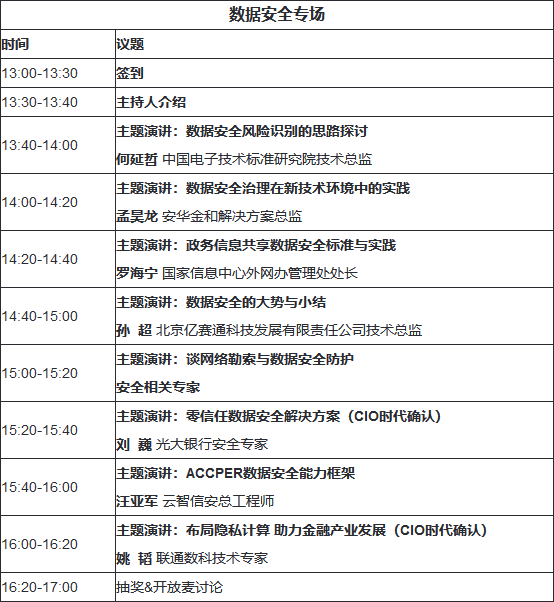 数据安全专场
时间 议题
13:00-13:30 签到
13:30-13:40 主持人介绍
13:40-14:00 主题演讲：数据安全风险识别的思路探讨
何延哲 中国电子技术标准研究院技术总监
14:00-14:20 主题演讲：数据安全治理在新技术环境中的实践
孟昊龙 安华金和解决方案总监
14:20-14:40 主题演讲：政务信息共享数据安全标准与实践
罗海宁 国家信息中心外网办管理处处长
14:40-15:00 主题演讲：数据安全的大势与小结
孙 超 北京亿赛通科技发展有限责任公司技术总监
15:00-15:20 主题演讲：谈网络勒索与数据安全防护
安全相关专家
15:20-15:40 主题演讲：零信任数据安全解决方案（CIO时代确认）
刘 巍 光大银行安全专家
15:40-16:00 主题演讲：ACCPER数据安全能力框架
汪亚军 云智信安总工程师
16:00-16:20 主题演讲：布局隐私计算 助力金融产业发展（CIO时代确认）
姚 韬 联通数科技术专家
16:20-17:00 抽奖&开放麦讨论